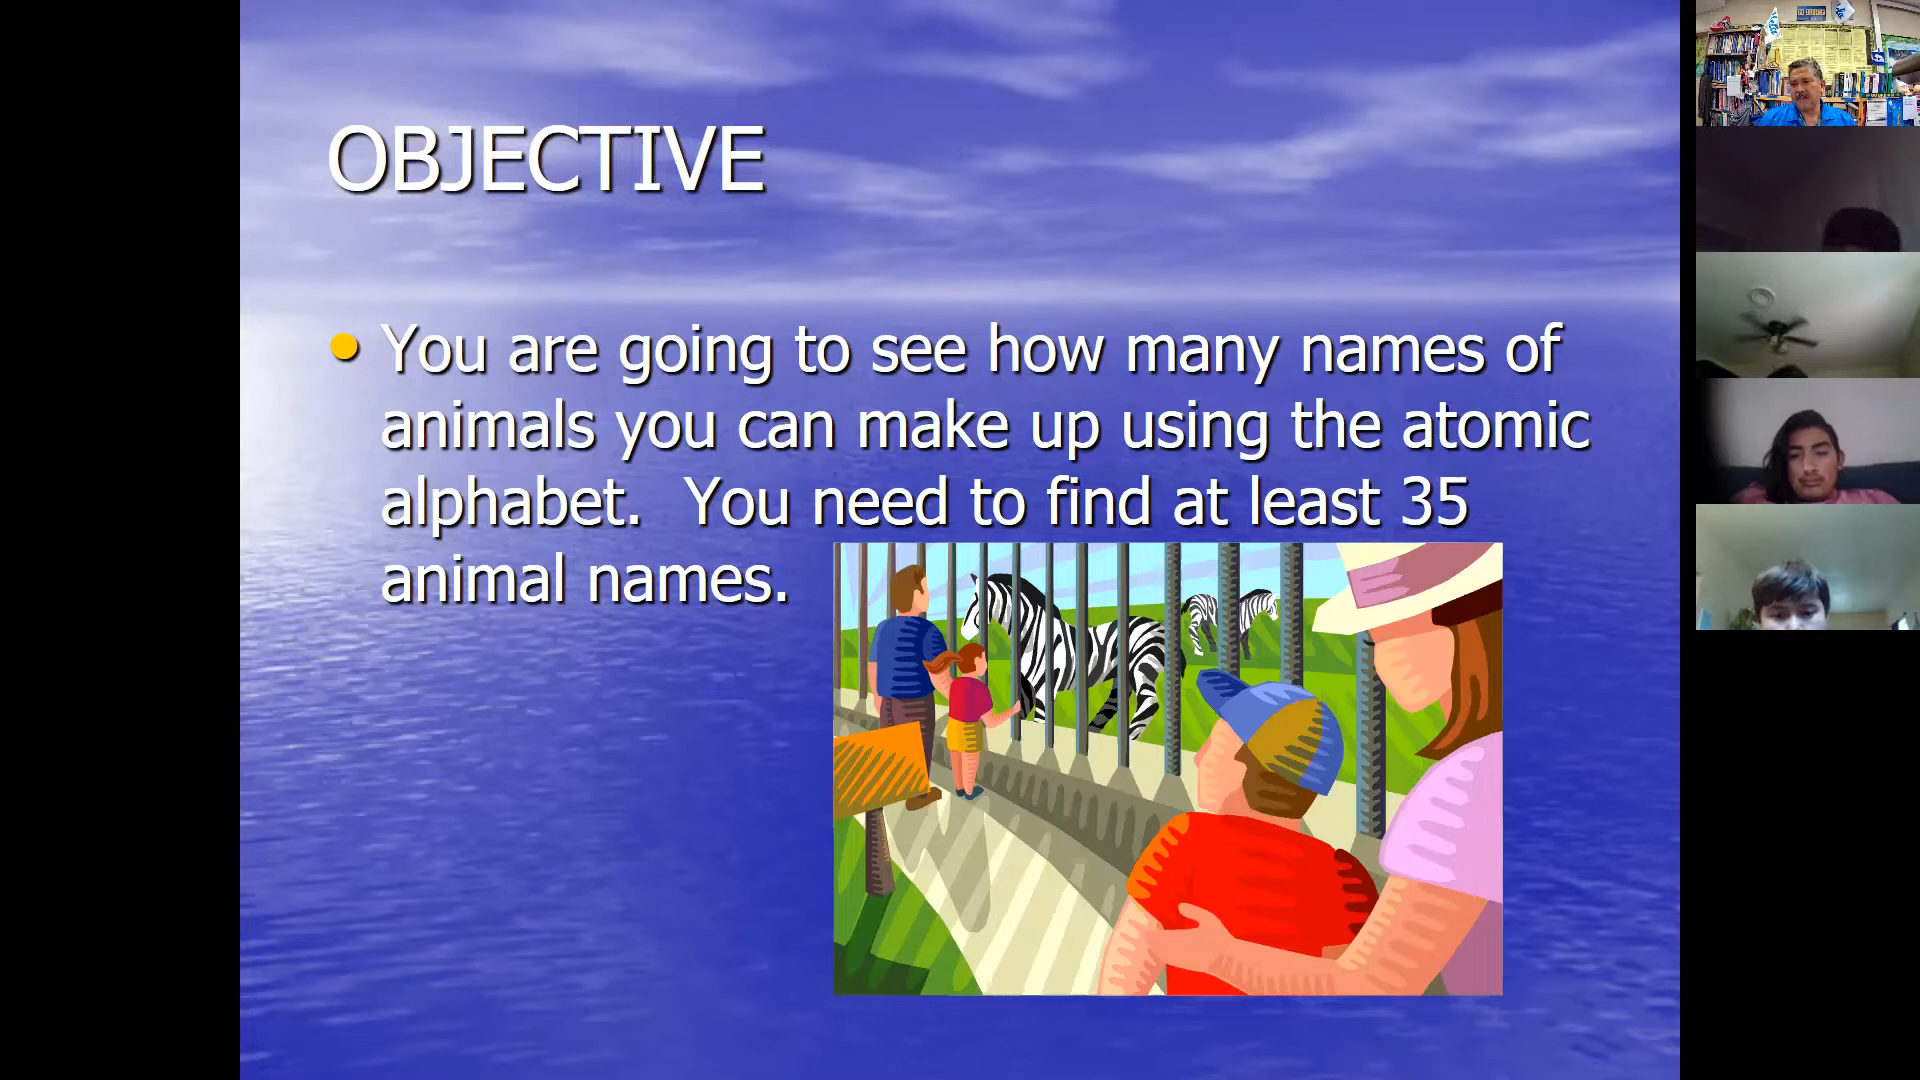 OBJECTIVE
You are going to see how many names of
animals you can make up using the atomic
alphabet. You need to find at least 35
animal names.